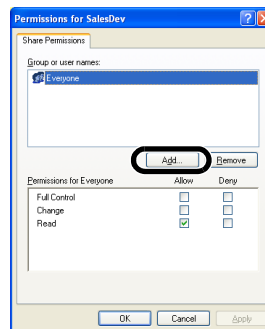 Permissions for SalesDev
Share Permissions
Group or user names:
Everyone
Add...
Remove
Permissions for Everyone Allow Deny
Full Control
Change
Read
OK Cancel Apply